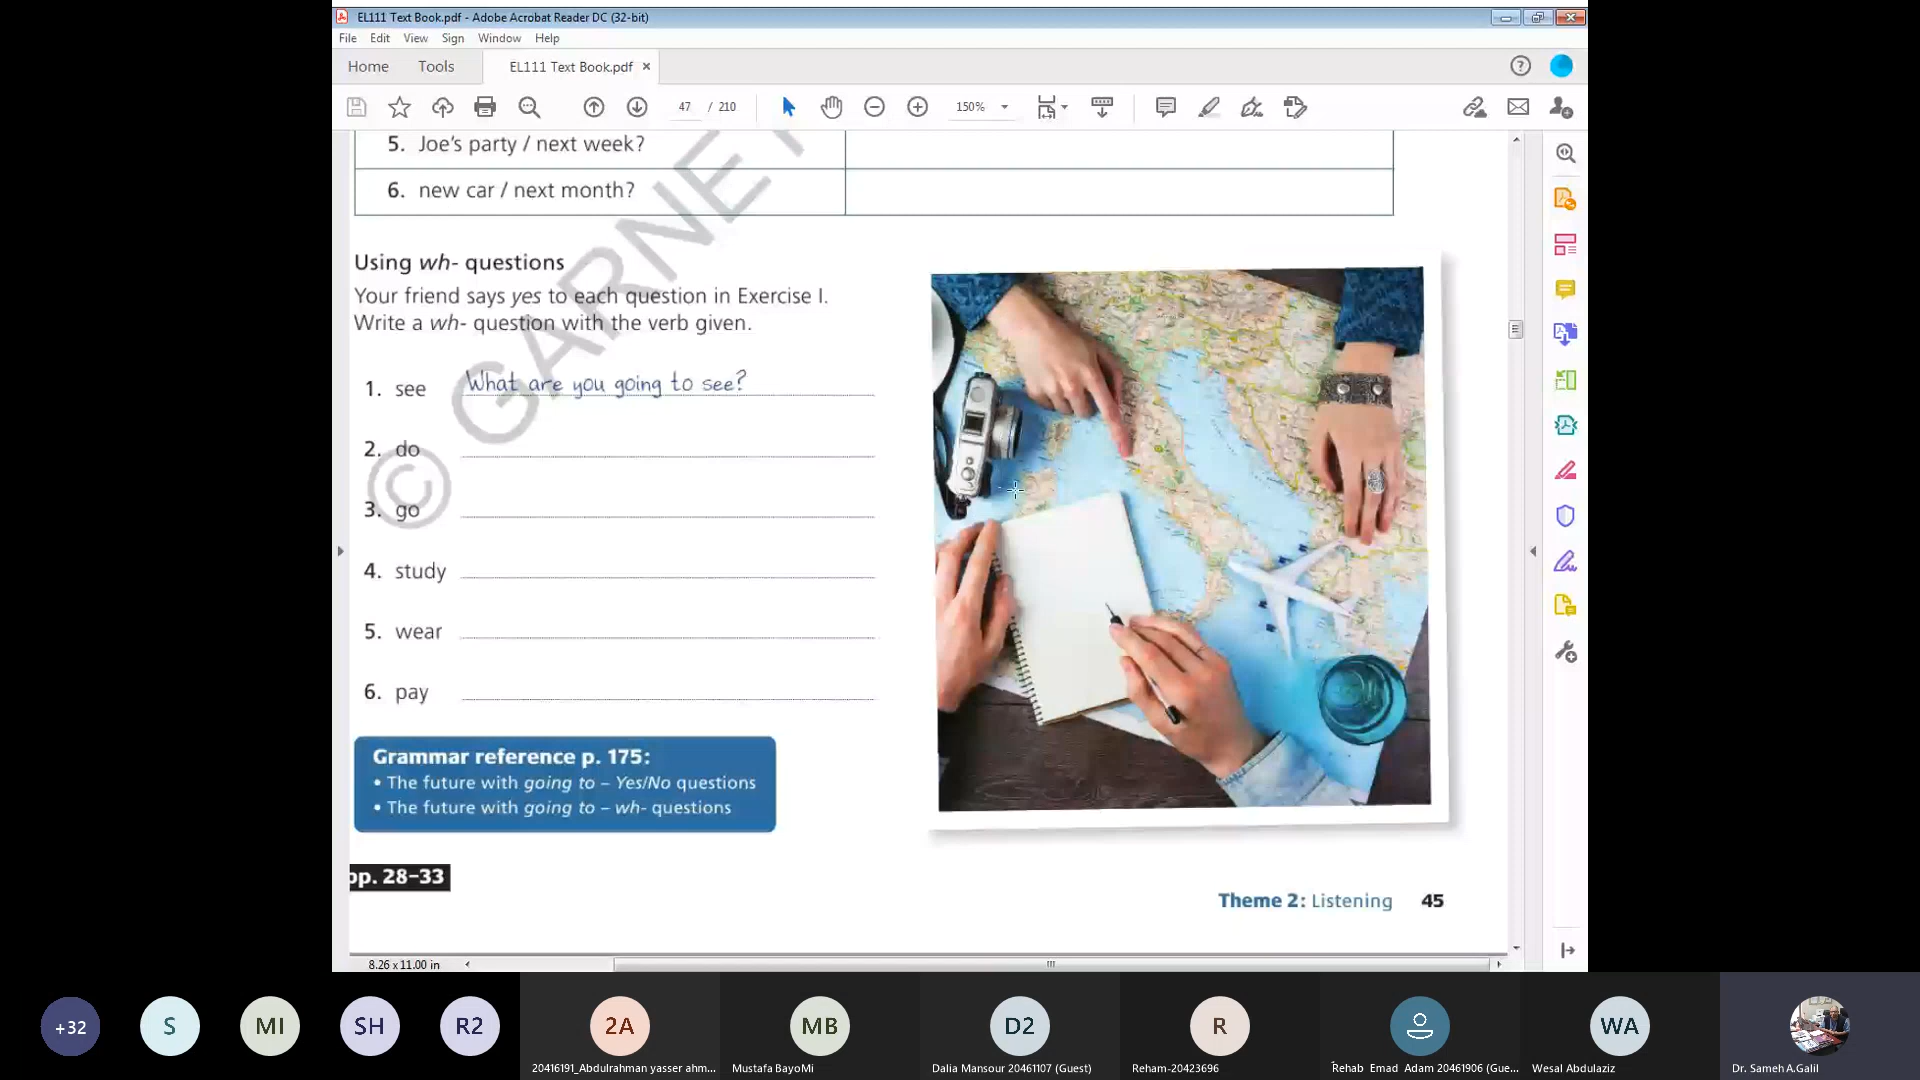 EL111 Text Book.pdf - Adobe Acrobat Reader DC (32-bit)
File Edit View Sign Window Help
Home Tools EL111 Text Book.pdf ×
47 / 210 150%
5. Joe's party / next week?
6. new car / next month?
© GARNET
Using wh- questions
Your friend says yes to each question in Exercise I.
Write a wh- question with the verb given.
1. see What are you going to see?
2. do
3. go
4. study
5. wear
6. pay
Grammar reference p. 175:
• The future with going to – Yes/No questions
• The future with going to – wh- questions
pp. 28–33
Theme 2: Listening 45
8.26 x 11.00 in
+32 S MI SH R2 2A MB D2 R WA
20416191_Abdulrahman yasser ahm... Mustafa BayoMi Dalia Mansour 20461107 (Guest) Reham-20423696 Rehab Emad Adam 20461906 (Gue... Wesal Abdulaziz Dr. Sameh A.Galil